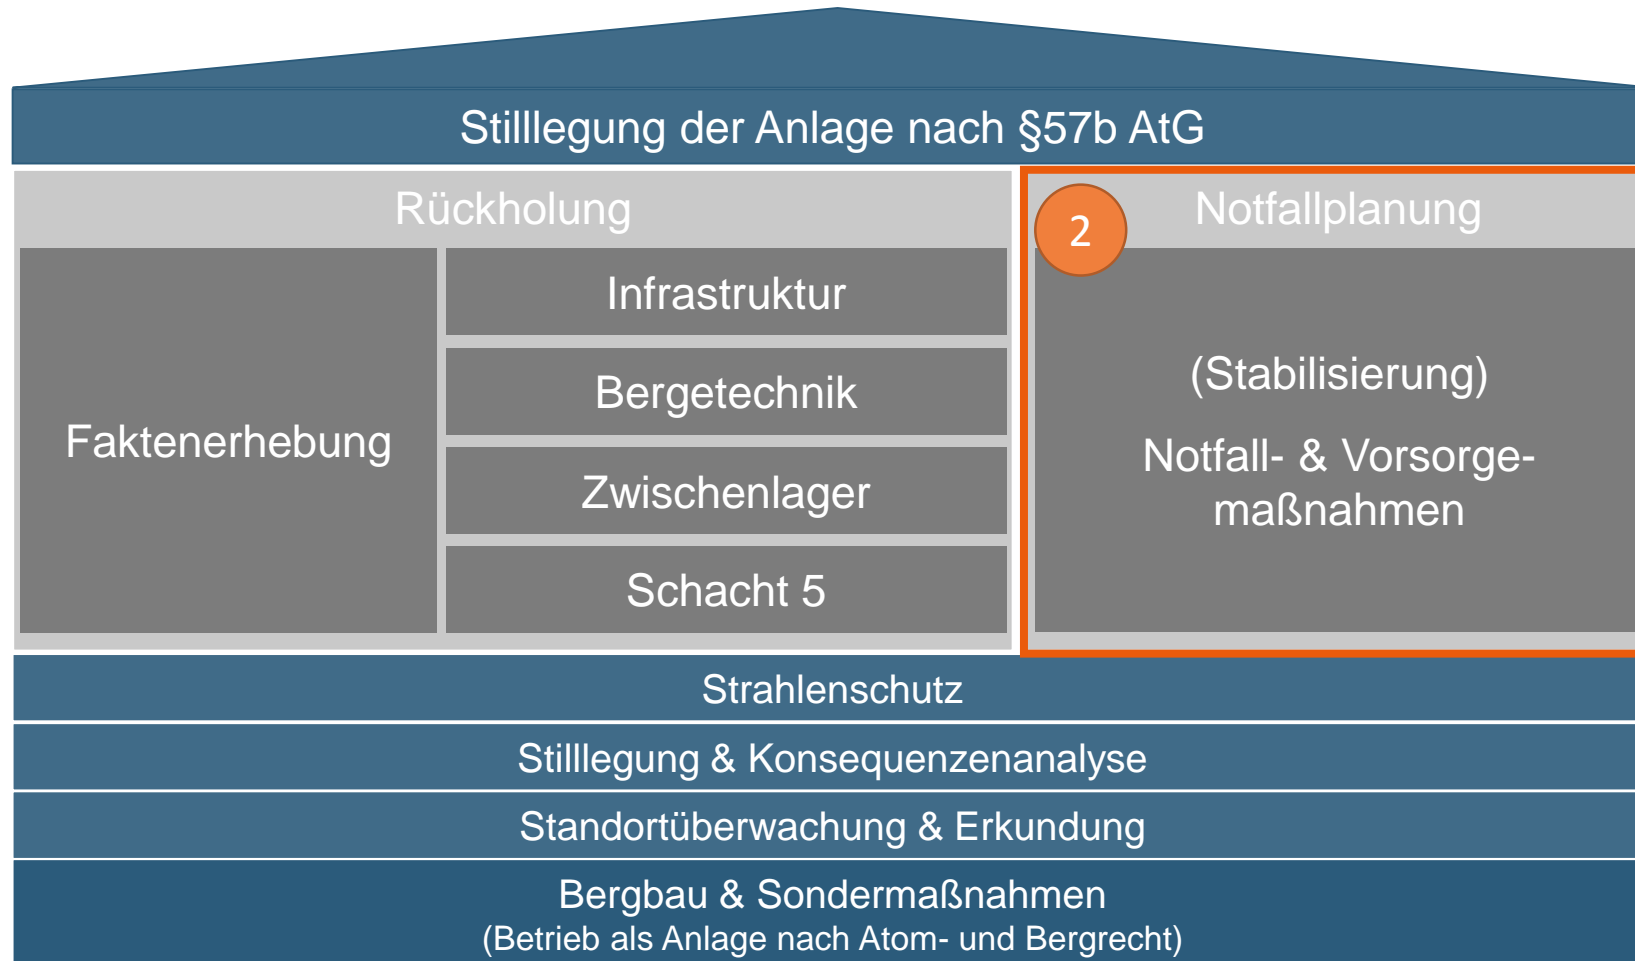 Stilllegung der Anlage nach §57b AtG
Rückholung
Faktenerhebung
Infrastruktur
Bergetechnik
Zwischenlager
Schacht 5
2
Notfallplanung
(Stabilisierung)
Notfall- & Vorsorge-
maßnahmen
Strahlenschutz
Stilllegung & Konsequenzenanalyse
Standortüberwachung & Erkundung
Bergbau & Sondermaßnahmen
(Betrieb als Anlage nach Atom- und Bergrecht)